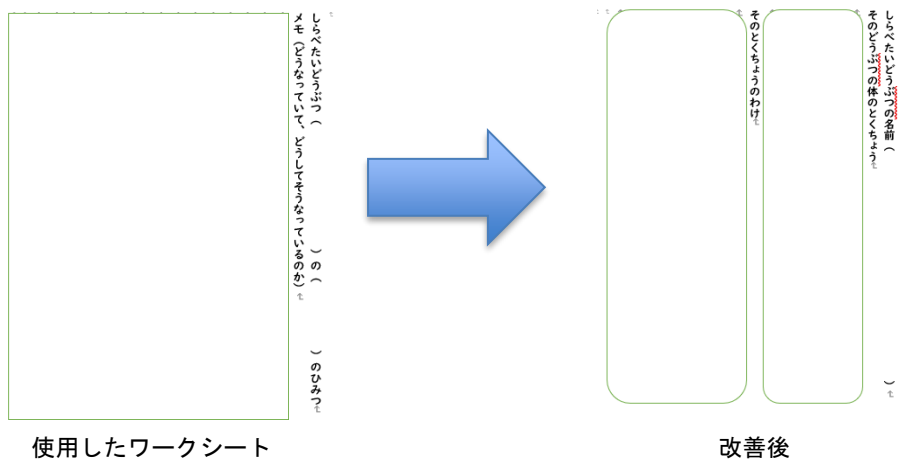 しらべたいどうぶつ（　　　）の（　　　）のひみつ
メモ（どうなっていて、どうしてそうなっているのか）
使用したワークシート
しらべたいどうぶつの名前（　　　）
そのどうぶつの体のとくちょう
そのとくちょうのわけ
改善後